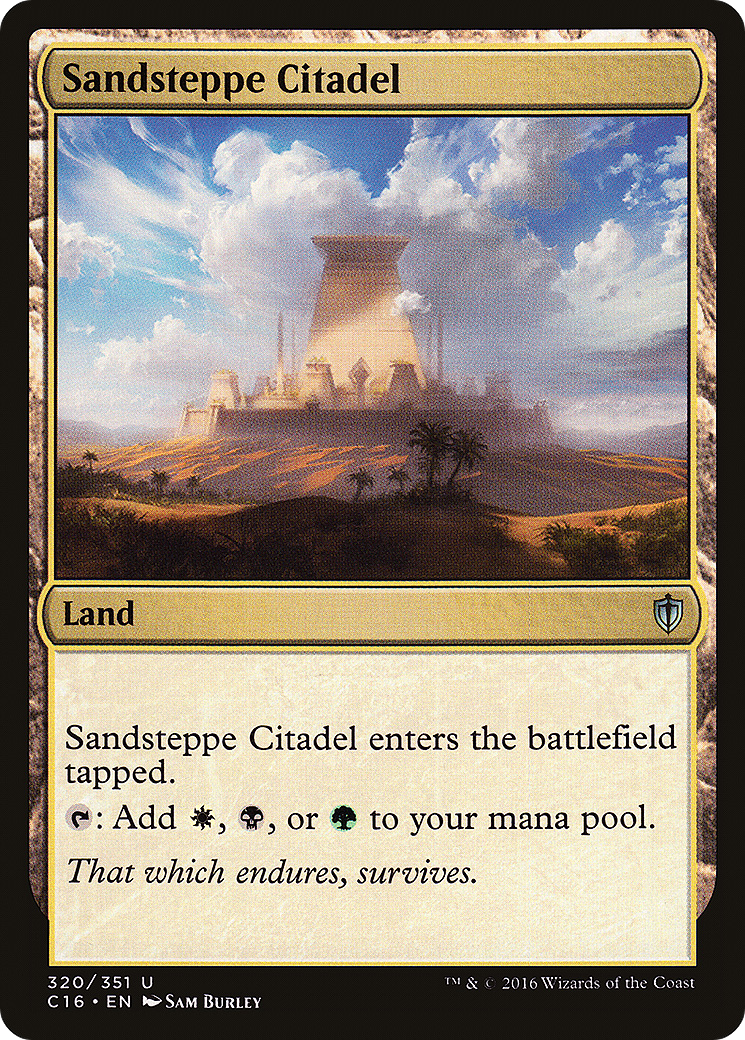 Sandsteppe Citadel
Land
Sandsteppe Citadel enters the battlefield
tapped.
: Add , , or to your mana pool.
That which endures, survives.
320/351 U
C16 • EN Sam Burley
™ & © 2016 Wizards of the Coast